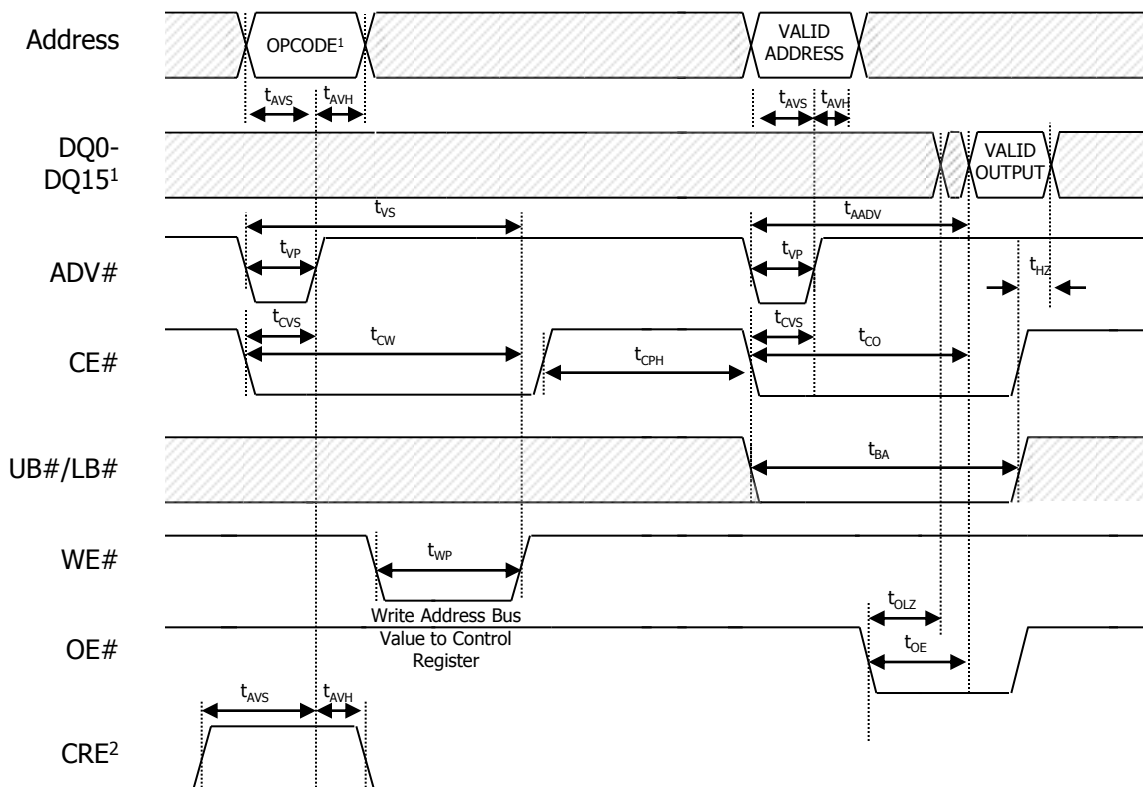 Address
OPCODE¹
VALID
ADDRESS
tAVS
tAVH
tAVS
tAVH
DQ0-
DQ15¹
VALID
OUTPUT
tVS
tAADV
ADV#
tVP
tVP
tHZ
CE#
tCVS
tCW
tCPH
tCVS
tCO
UB#/LB#
tBA
WE#
tWP
Write Address Bus
Value to Control
Register
OE#
tOLZ
tOE
tAVS
tAVH
CRE²